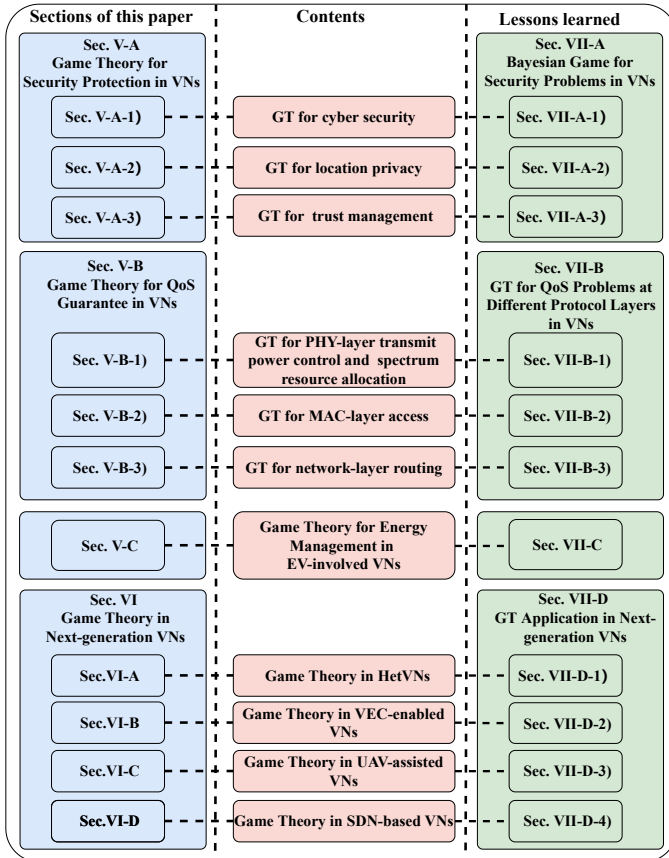 Sections of this paper
Contents
Lessons learned
Sec. V-A
Game Theory for
Security Protection in VNs
Sec. VII-A
Bayesian Game for
Security Problems in VNs
Sec. V-A-1)
GT for cyber security
Sec. VII-A-1)
Sec. V-A-2)
GT for location privacy
Sec. VII-A-2)
Sec. V-A-3)
GT for trust management
Sec. VII-A-3)
Sec. V-B
Game Theory for QoS
Guarantee in VNs
Sec. VII-B
GT for QoS Problems at
Different Protocol Layers
in VNs
Sec. V-B-1)
GT for PHY-layer transmit
power control and spectrum
resource allocation
Sec. VII-B-1)
Sec. V-B-2)
GT for MAC-layer access
Sec. VII-B-2)
Sec. V-B-3)
GT for network-layer routing
Sec. VII-B-3)
Sec. V-C
Game Theory for Energy
Management in
EV-involved VNs
Sec. VII-C
Sec. VI
Game Theory in
Next-generation VNs
Sec. VII-D
GT Application in Next-
generation VNs
Sec.VI-A
Game Theory in HetVNs
Sec. VII-D-1)
Sec.VI-B
Game Theory in VEC-enabled
VNs
Sec. VII-D-2)
Sec.VI-C
Game Theory in UAV-assisted
VNs
Sec. VII-D-3)
Sec.VI-D
Game Theory in SDN-based VNs
Sec. VII-D-4)